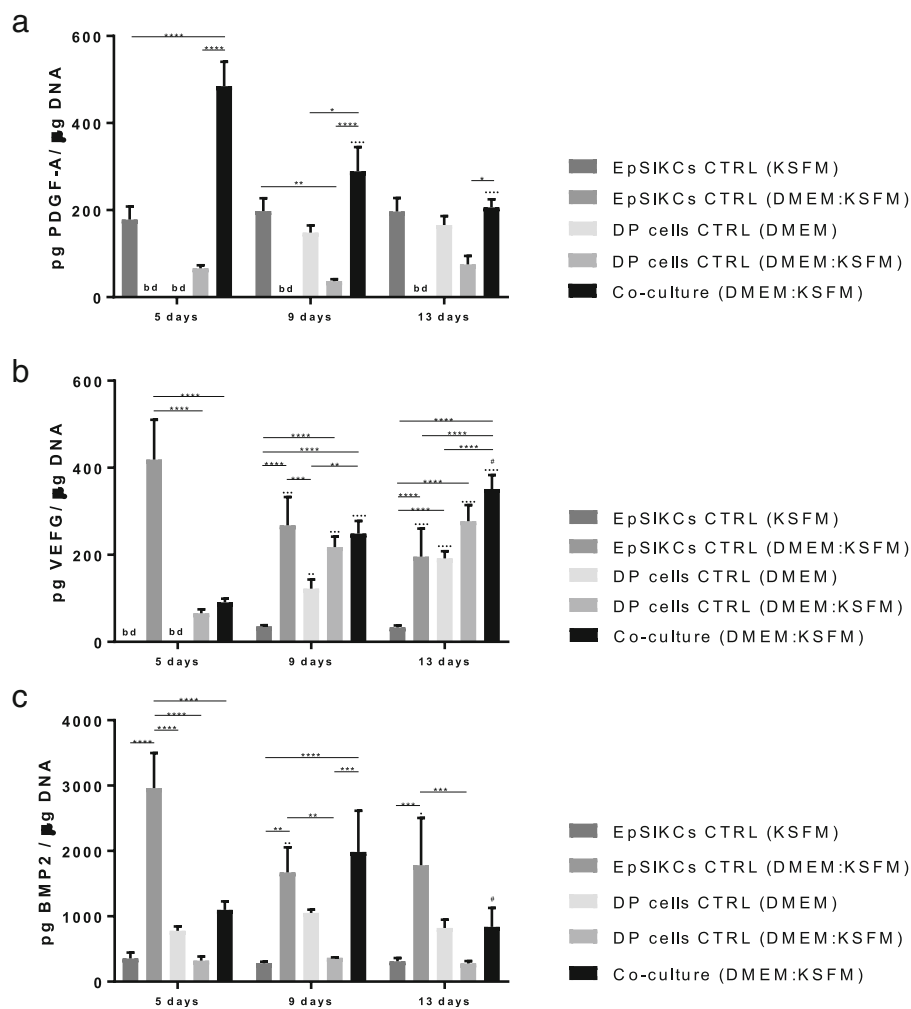 a
600
400
200
0
pg PDGF-A/ µg DNA
****
****
*
****
....
**
*
....
bd bd
bd
bd
5 days 9 days 13 days
EpSIKCs CTRL (KSFM)
EpSIKCs CTRL (DMEM:KSFM)
DP cells CTRL (DMEM)
DP cells CTRL (DMEM:KSFM)
Co-culture (DMEM:KSFM)
b
600
400
200
0
pg VEFG/ µg DNA
****
****
****
****
****
**
***
...
..
...
....
****
****
****
#
....
****
****
****
....
....
....
bd bd
5 days 9 days 13 days
EpSIKCs CTRL (KSFM)
EpSIKCs CTRL (DMEM:KSFM)
DP cells CTRL (DMEM)
DP cells CTRL (DMEM:KSFM)
Co-culture (DMEM:KSFM)
c
4000
3000
2000
1000
0
pg BMP2 / µg DNA
****
****
****
****
****
***
**
**
..
***
***
.
#
5 days 9 days 13 days
EpSIKCs CTRL (KSFM)
EpSIKCs CTRL (DMEM:KSFM)
DP cells CTRL (DMEM)
DP cells CTRL (DMEM:KSFM)
Co-culture (DMEM:KSFM)